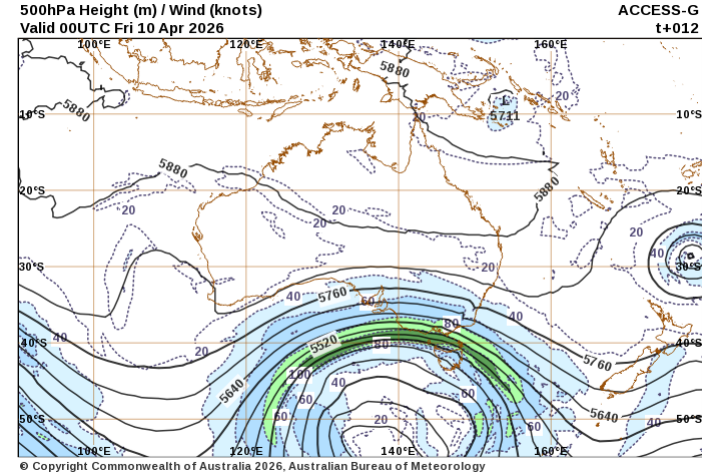 500hPa Height (m) / Wind (knots) ACCESS-G
Valid 00UTC Fri 10 Apr 2026 t+012
100°E 120°E 140°E 160°E
5880
20
5880
L
5711
10°S 20 10°S
5880
5880
20°S 20°S
20 20
20 20
40
30°S 20 30°S
40 5760 60
40
80
40
40°S 5520 80 20 5760 40°S
100 40
5640 60 60
60 20 60 5640 40
50°S 50°S
100°E 120°E 140°E 160°E
© Copyright Commonwealth of Australia 2026, Australian Bureau of Meteorology